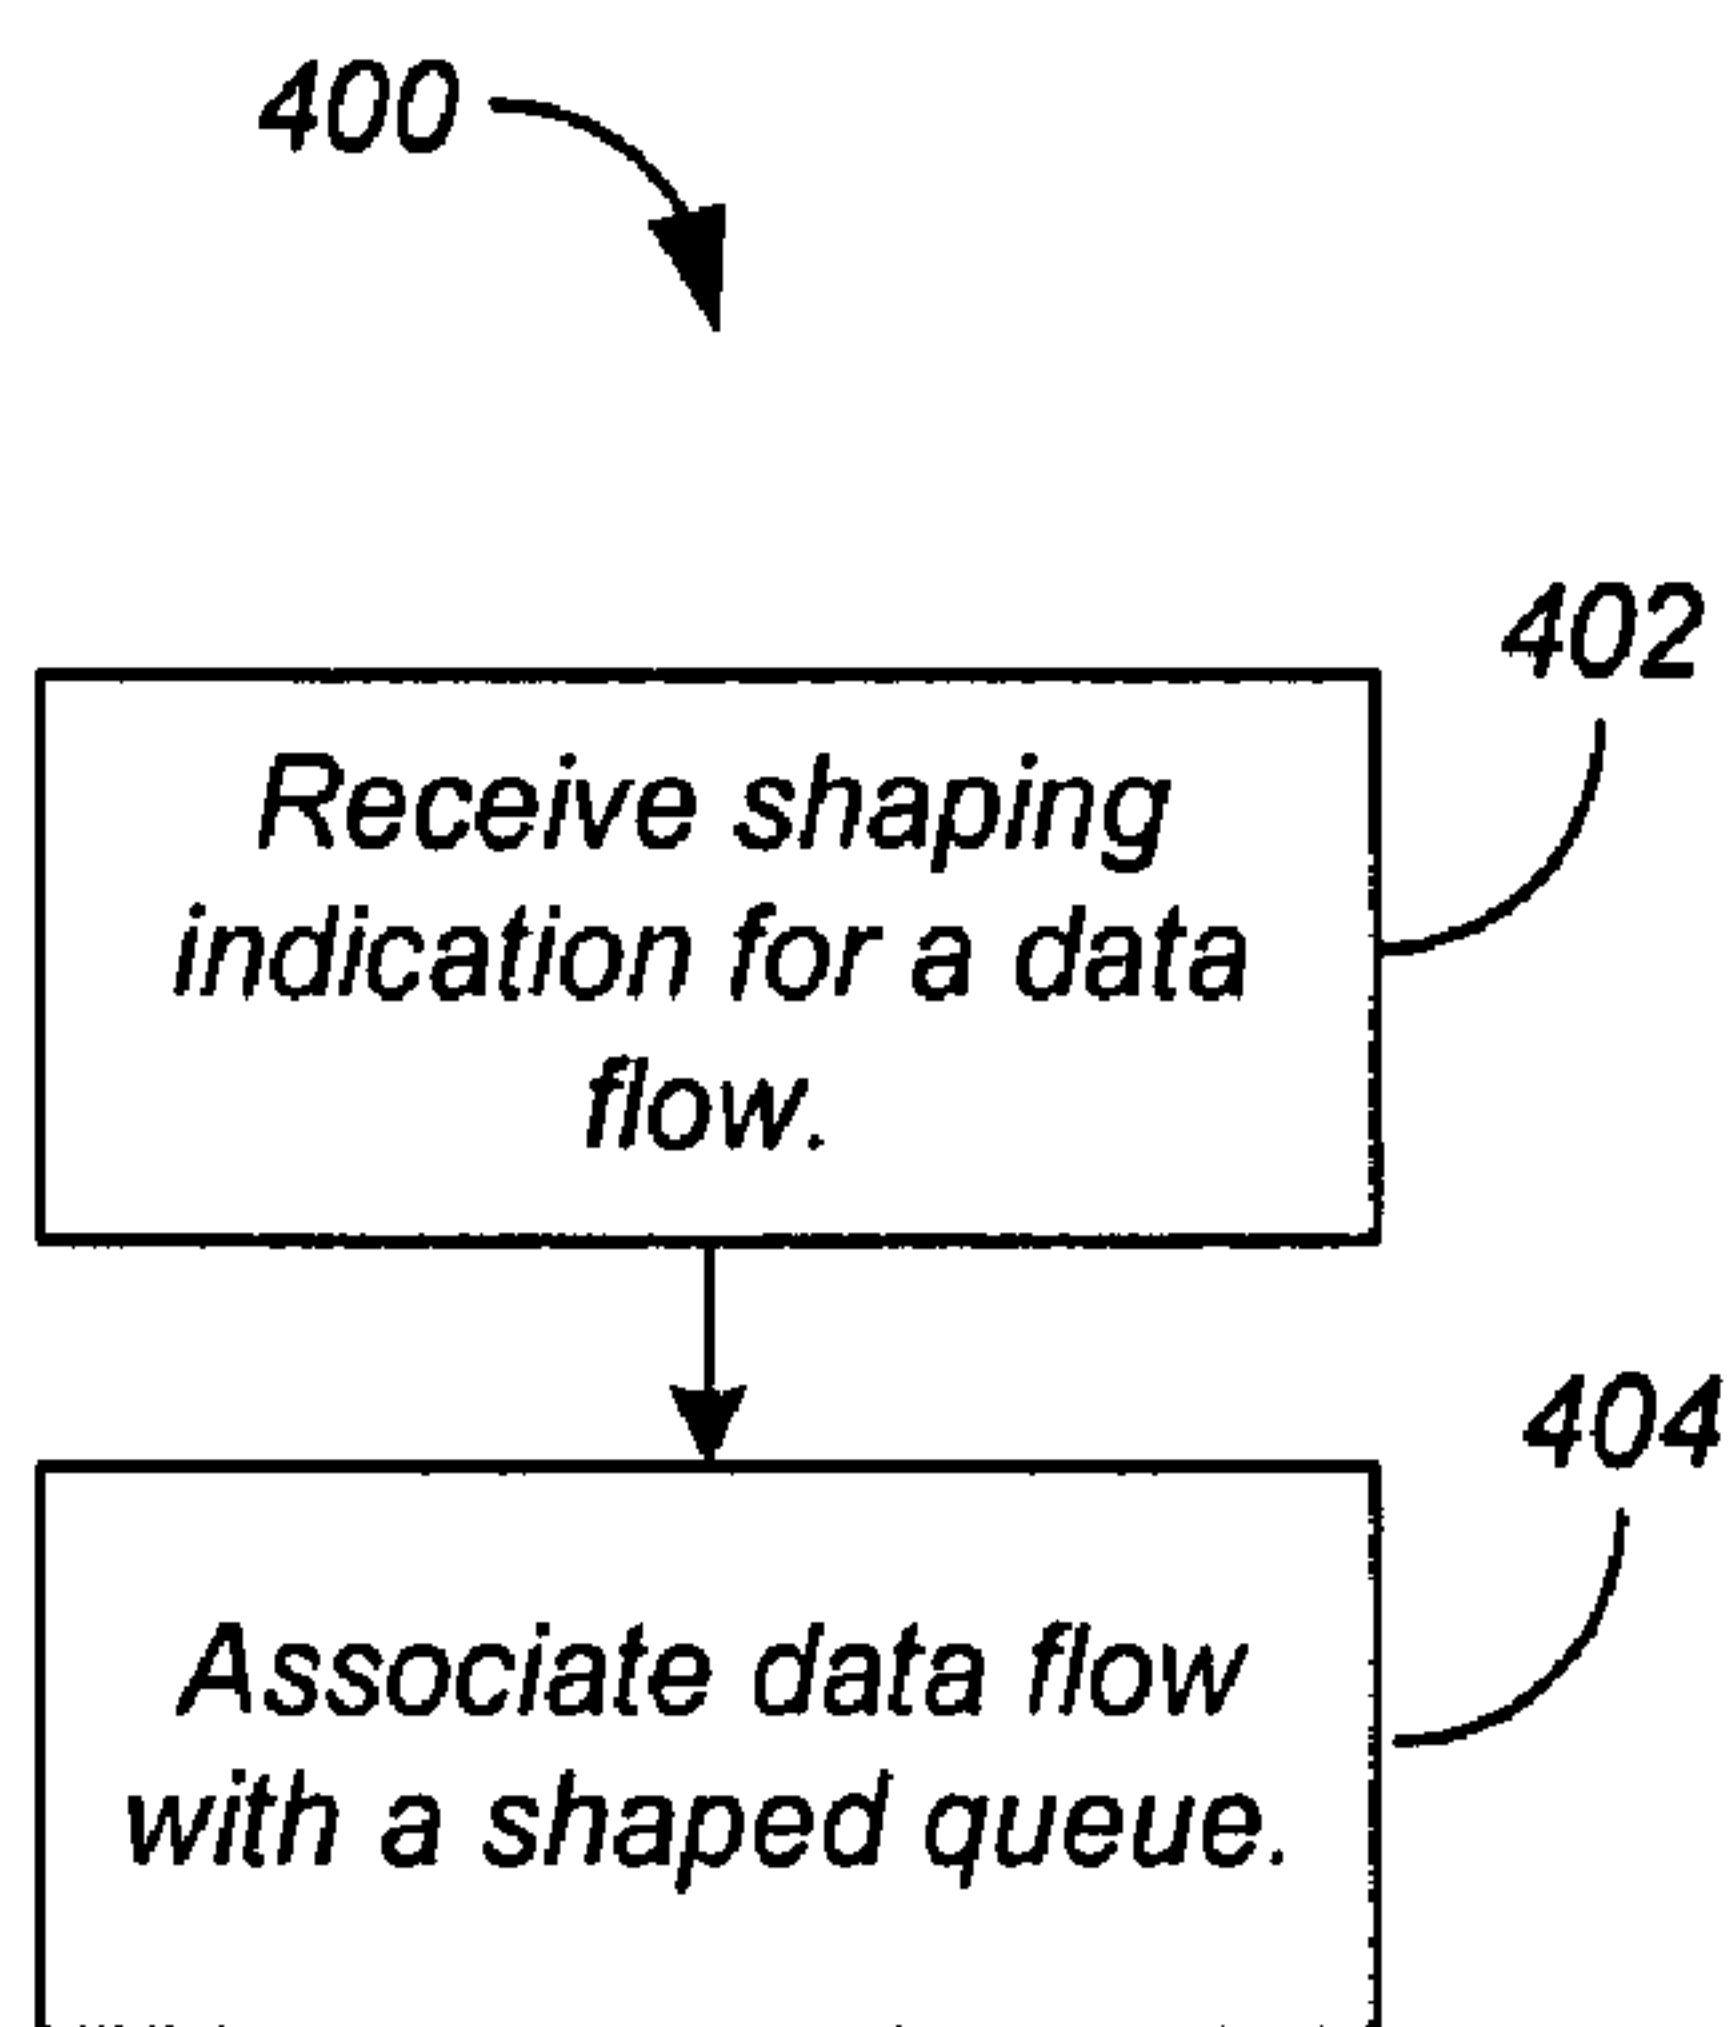 400
402
Receive shaping
indication for a data
flow.
404
Associate data flow
with a shaped queue.